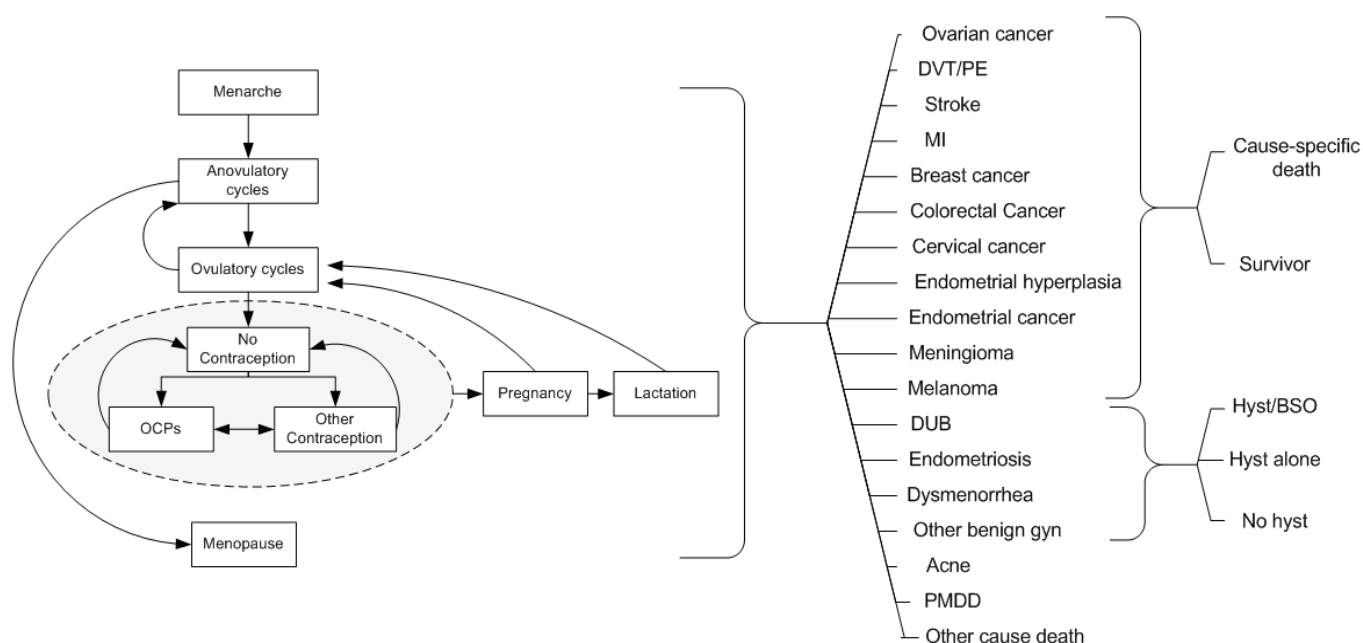 Menarche
Anovulatory
cycles
Ovulatory cycles
No
Contraception
OCPs
Other
Contraception
Pregnancy
Lactation
Menopause
Ovarian cancer
DVT/PE
Stroke
MI
Breast cancer
Colorectal Cancer
Cervical cancer
Endometrial hyperplasia
Endometrial cancer
Meningioma
Melanoma
DUB
Endometriosis
Dysmenorrhea
Other benign gyn
Acne
PMDD
Other cause death
Cause-specific
death
Survivor
Hyst/BSO
Hyst alone
No hyst